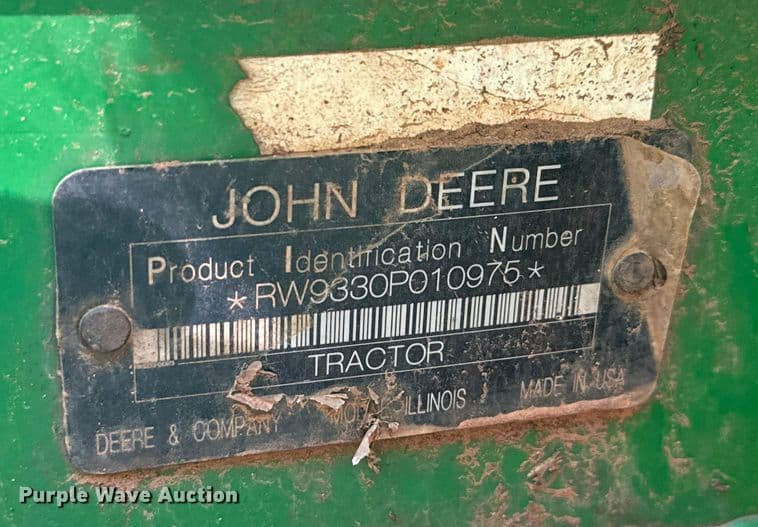 JOHN DEERE
Product Identification Number
*RW9330P010975*
TRACTOR
DEERE & COMPANY ILLINOIS MADE IN USA
Purple Wave Auction